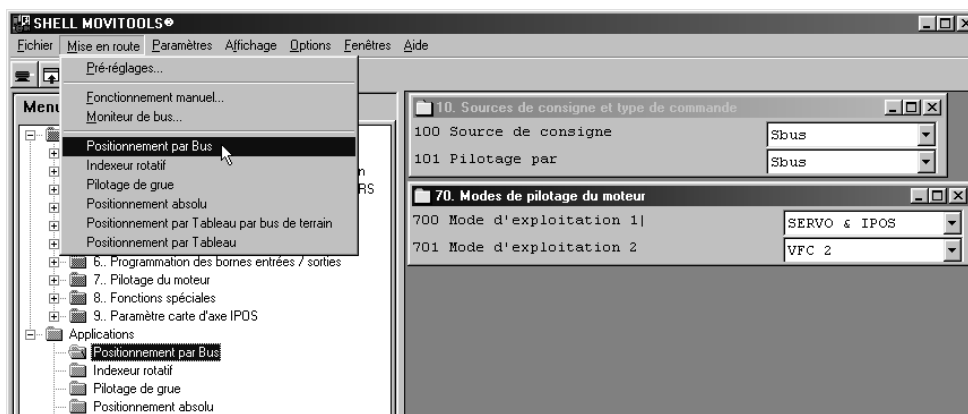 SHELL MOVITOOLS®
Fichier Mise en route Paramètres Affichage Options Fenêtres Aide
Pré-réglages...
Fonctionnement manuel...
Moniteur de bus...
Positionnement par Bus
Indexeur rotatif
Pilotage de grue
Positionnement absolu
Positionnement par Tableau par bus de terrain
Positionnement par Tableau
Menu
6.. Programmation des bornes entrées / sorties
7.. Pilotage du moteur
8.. Fonctions spéciales
9.. Paramètre carte d'axe IPOS
Applications
Positionnement par Bus
Indexeur rotatif
Pilotage de grue
Positionnement absolu
10. Sources de consigne et type de commande
100 Source de consigne Sbus
101 Pilotage par Sbus
70. Modes de pilotage du moteur
700 Mode d'exploitation 1 SERVO & IPOS
701 Mode d'exploitation 2 VFC 2